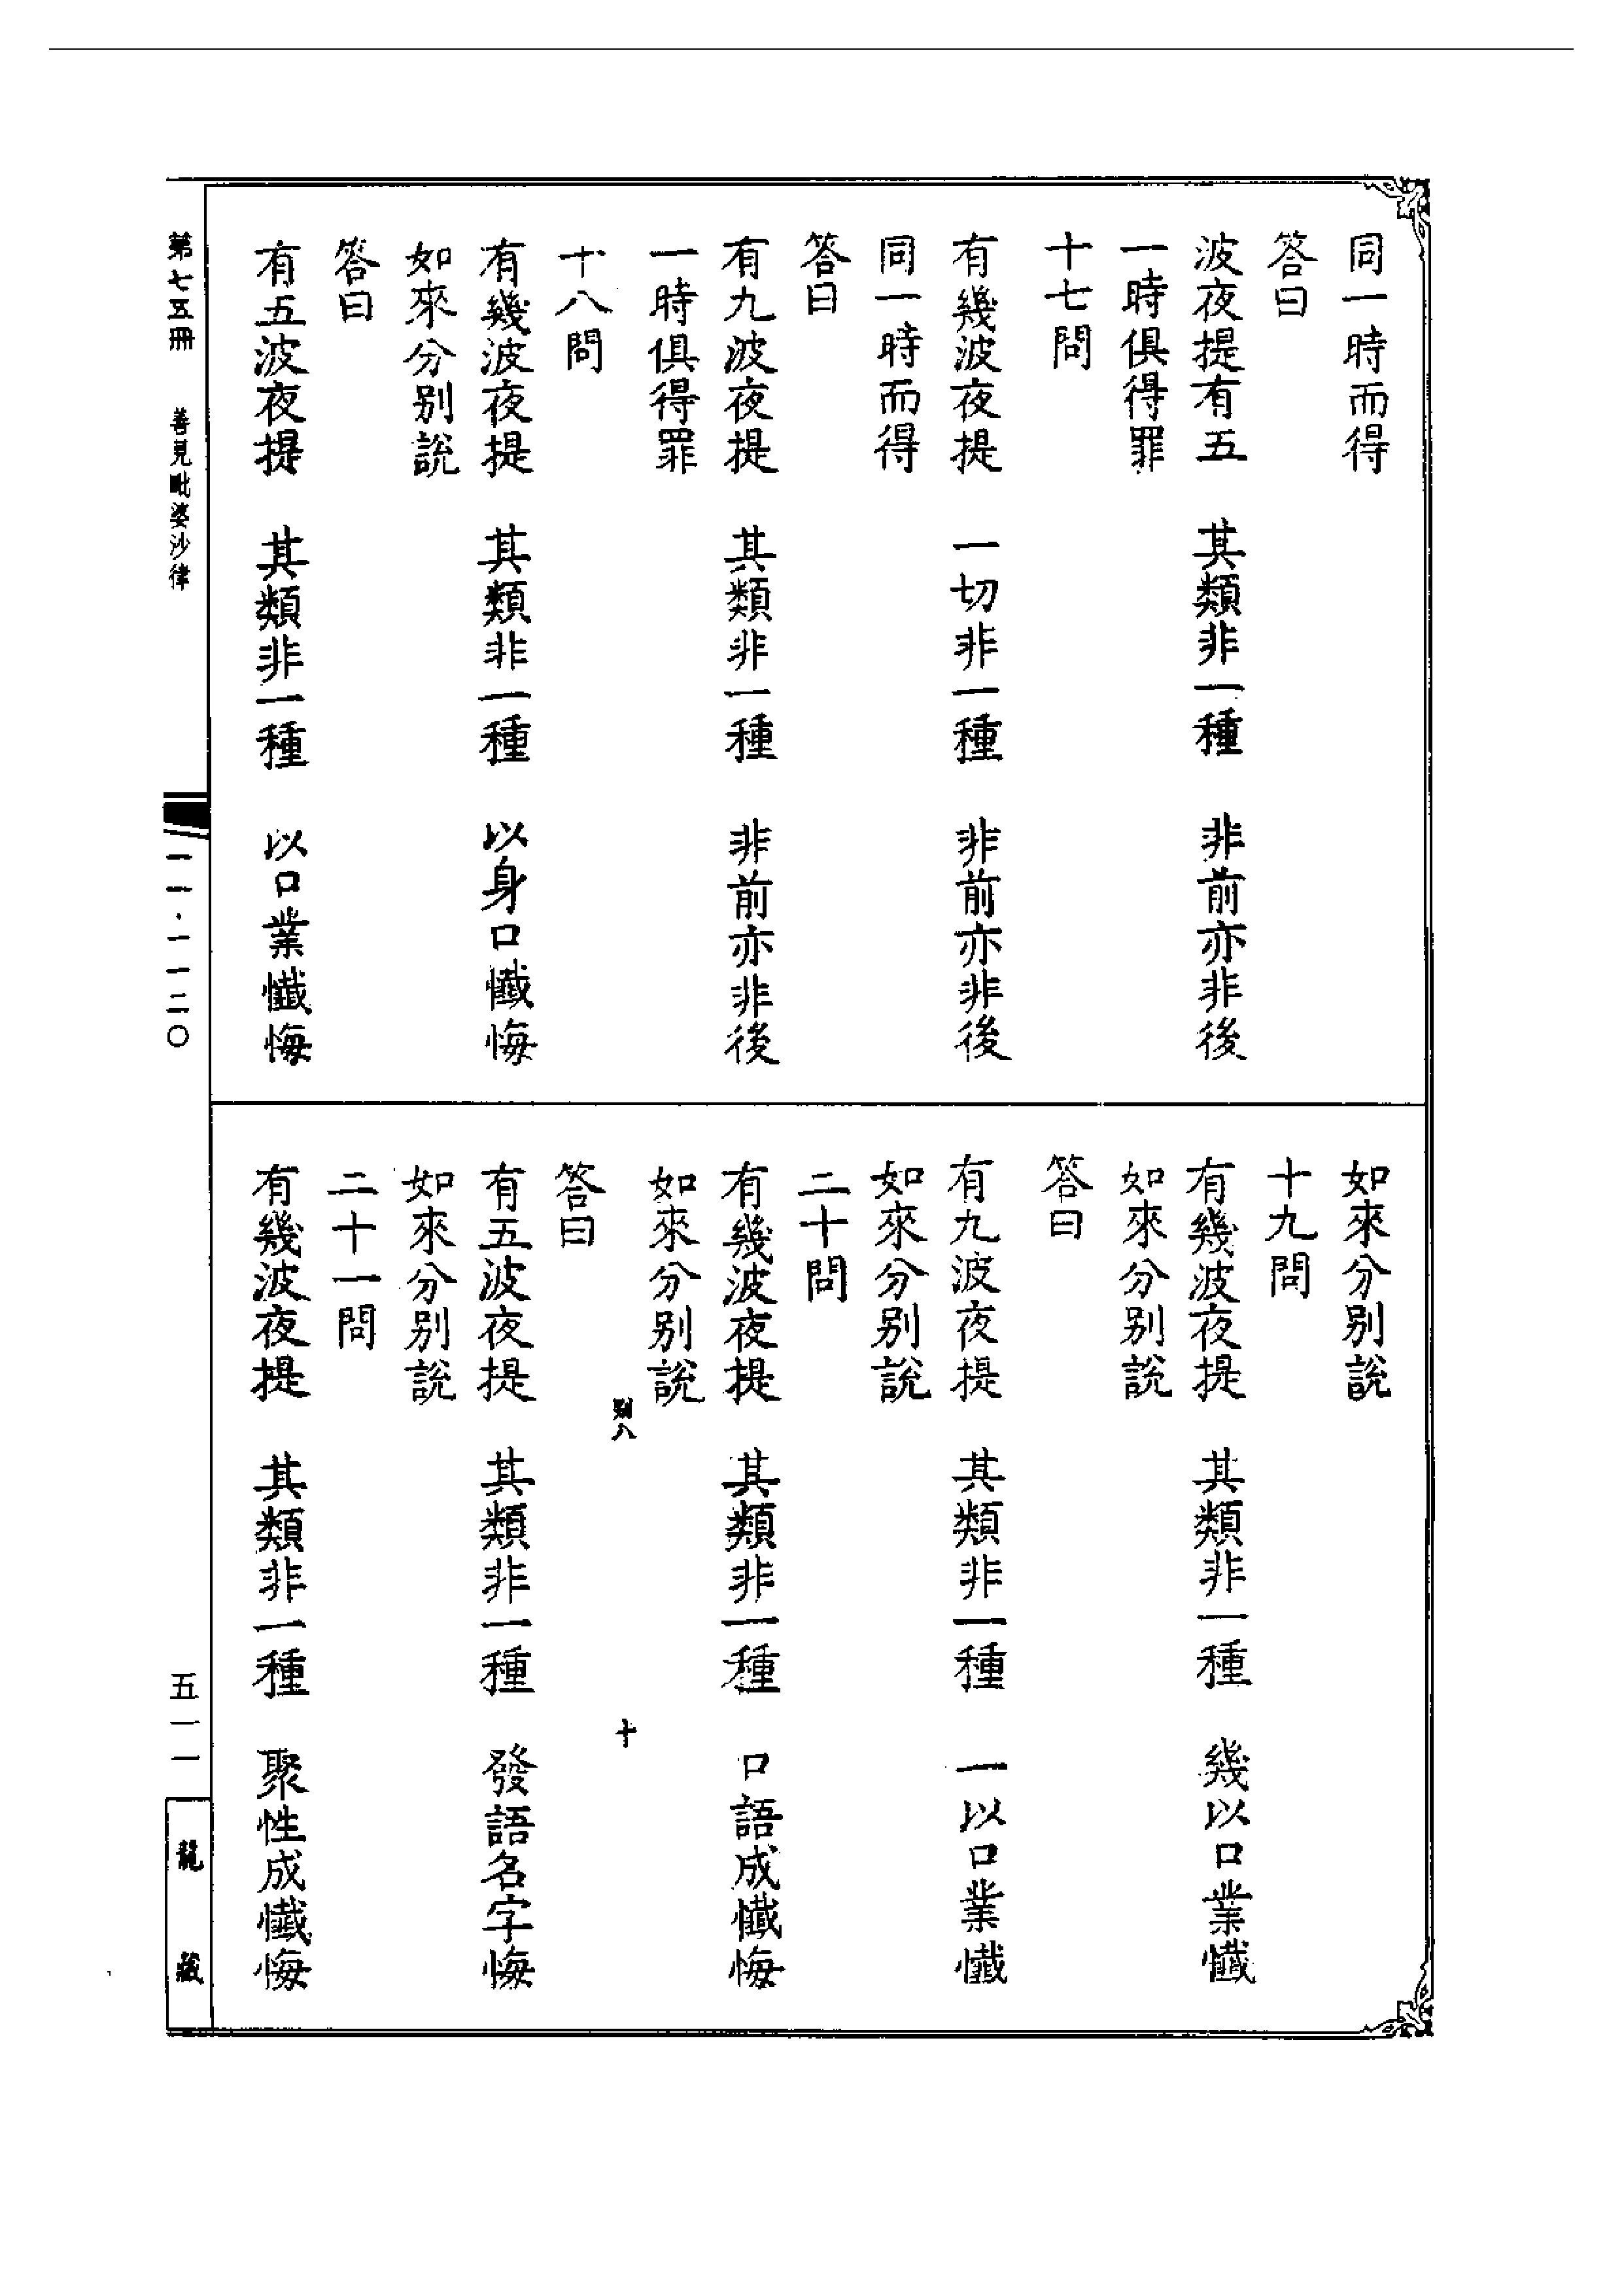 同一時而得
答曰
波夜提有五　其類非一種　非前亦非後
一時俱得罪
十七問
有幾波夜提　一切非一種　非前亦非後
同一時而得
答曰
有九波夜提　其類非一種　非前亦非後
一時俱得罪
十八問
有幾波夜提　其類非一種　以身口懺悔
如來分別說
答曰
有五波夜提　其類非一種　以口業懺悔
如來分別說
十九問
有幾波夜提　其類非一種　幾以口業懺
如來分別說
答曰
有九波夜提　其類非一種　一以口業懺
如來分別說
二十問
有幾波夜提　其類非一種　口語成懺悔
如來分別說
別八　十
答曰
有五波夜提　其類非一種　發語名字悔
如來分別說
二十一問
有幾波夜提　其類非一種　聚性成懺悔
第七五冊　善見毗婆沙律　一一·一一二〇　五一一　龍藏